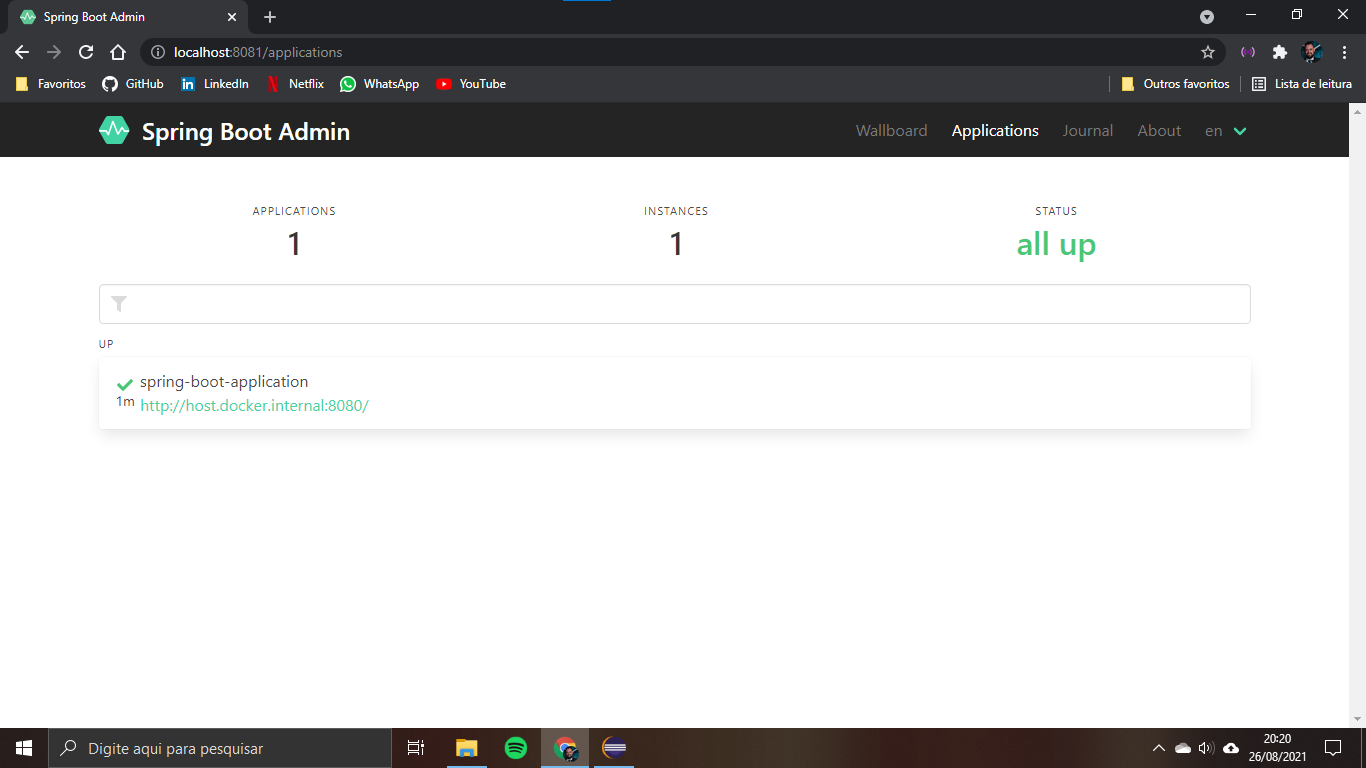 Spring Boot Admin
localhost:8081/applications
Favoritos GitHub LinkedIn Netflix WhatsApp YouTube Outros favoritos Lista de leitura
Spring Boot Admin Wallboard Applications Journal About en
APPLICATIONS INSTANCES STATUS
1 1 all up
UP
spring-boot-application
1m http://host.docker.internal:8080/
Digite aqui para pesquisar
20:20
26/08/2021